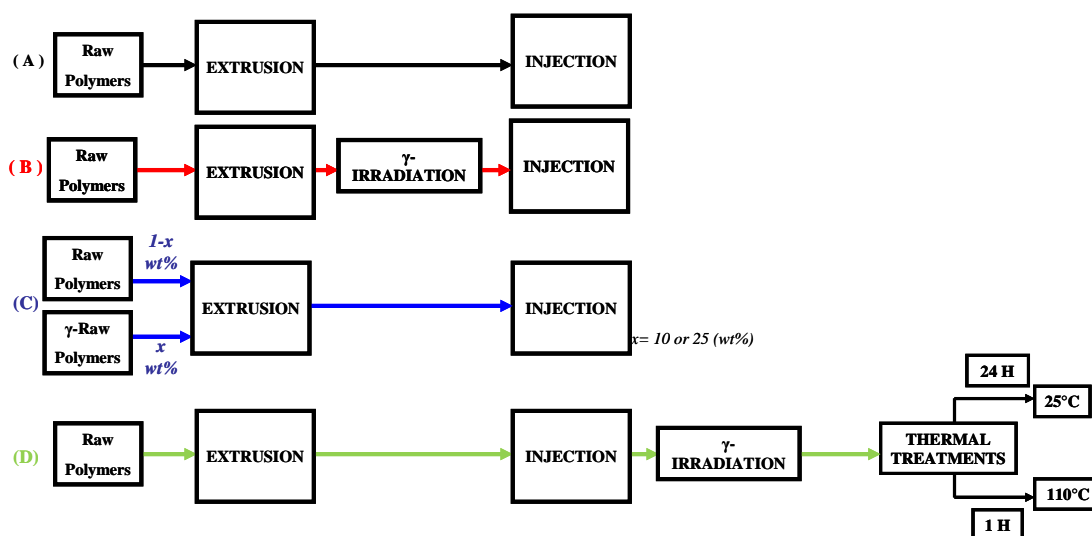 ( A )
Raw
Polymers
EXTRUSION
INJECTION
( B )
Raw
Polymers
EXTRUSION
γ-
IRRADIATION
INJECTION
(C)
Raw
Polymers
1-x
wt%
γ-Raw
Polymers
x
wt%
EXTRUSION
INJECTION
x= 10 or 25 (wt%)
(D)
Raw
Polymers
EXTRUSION
INJECTION
γ-
IRRADIATION
THERMAL
TREATMENTS
24 H
25°C
110°C
1 H